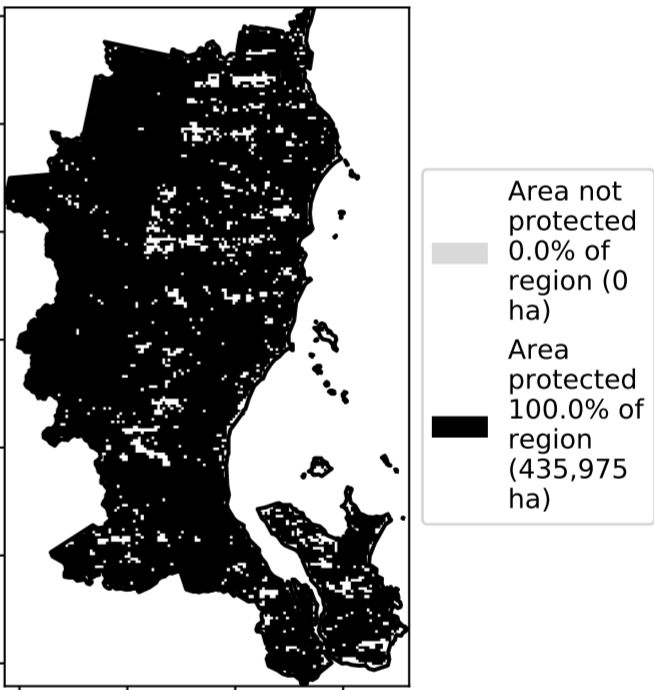 Area not
protected
0.0% of
region (0
ha)
Area
protected
100.0% of
region
(435,975
ha)